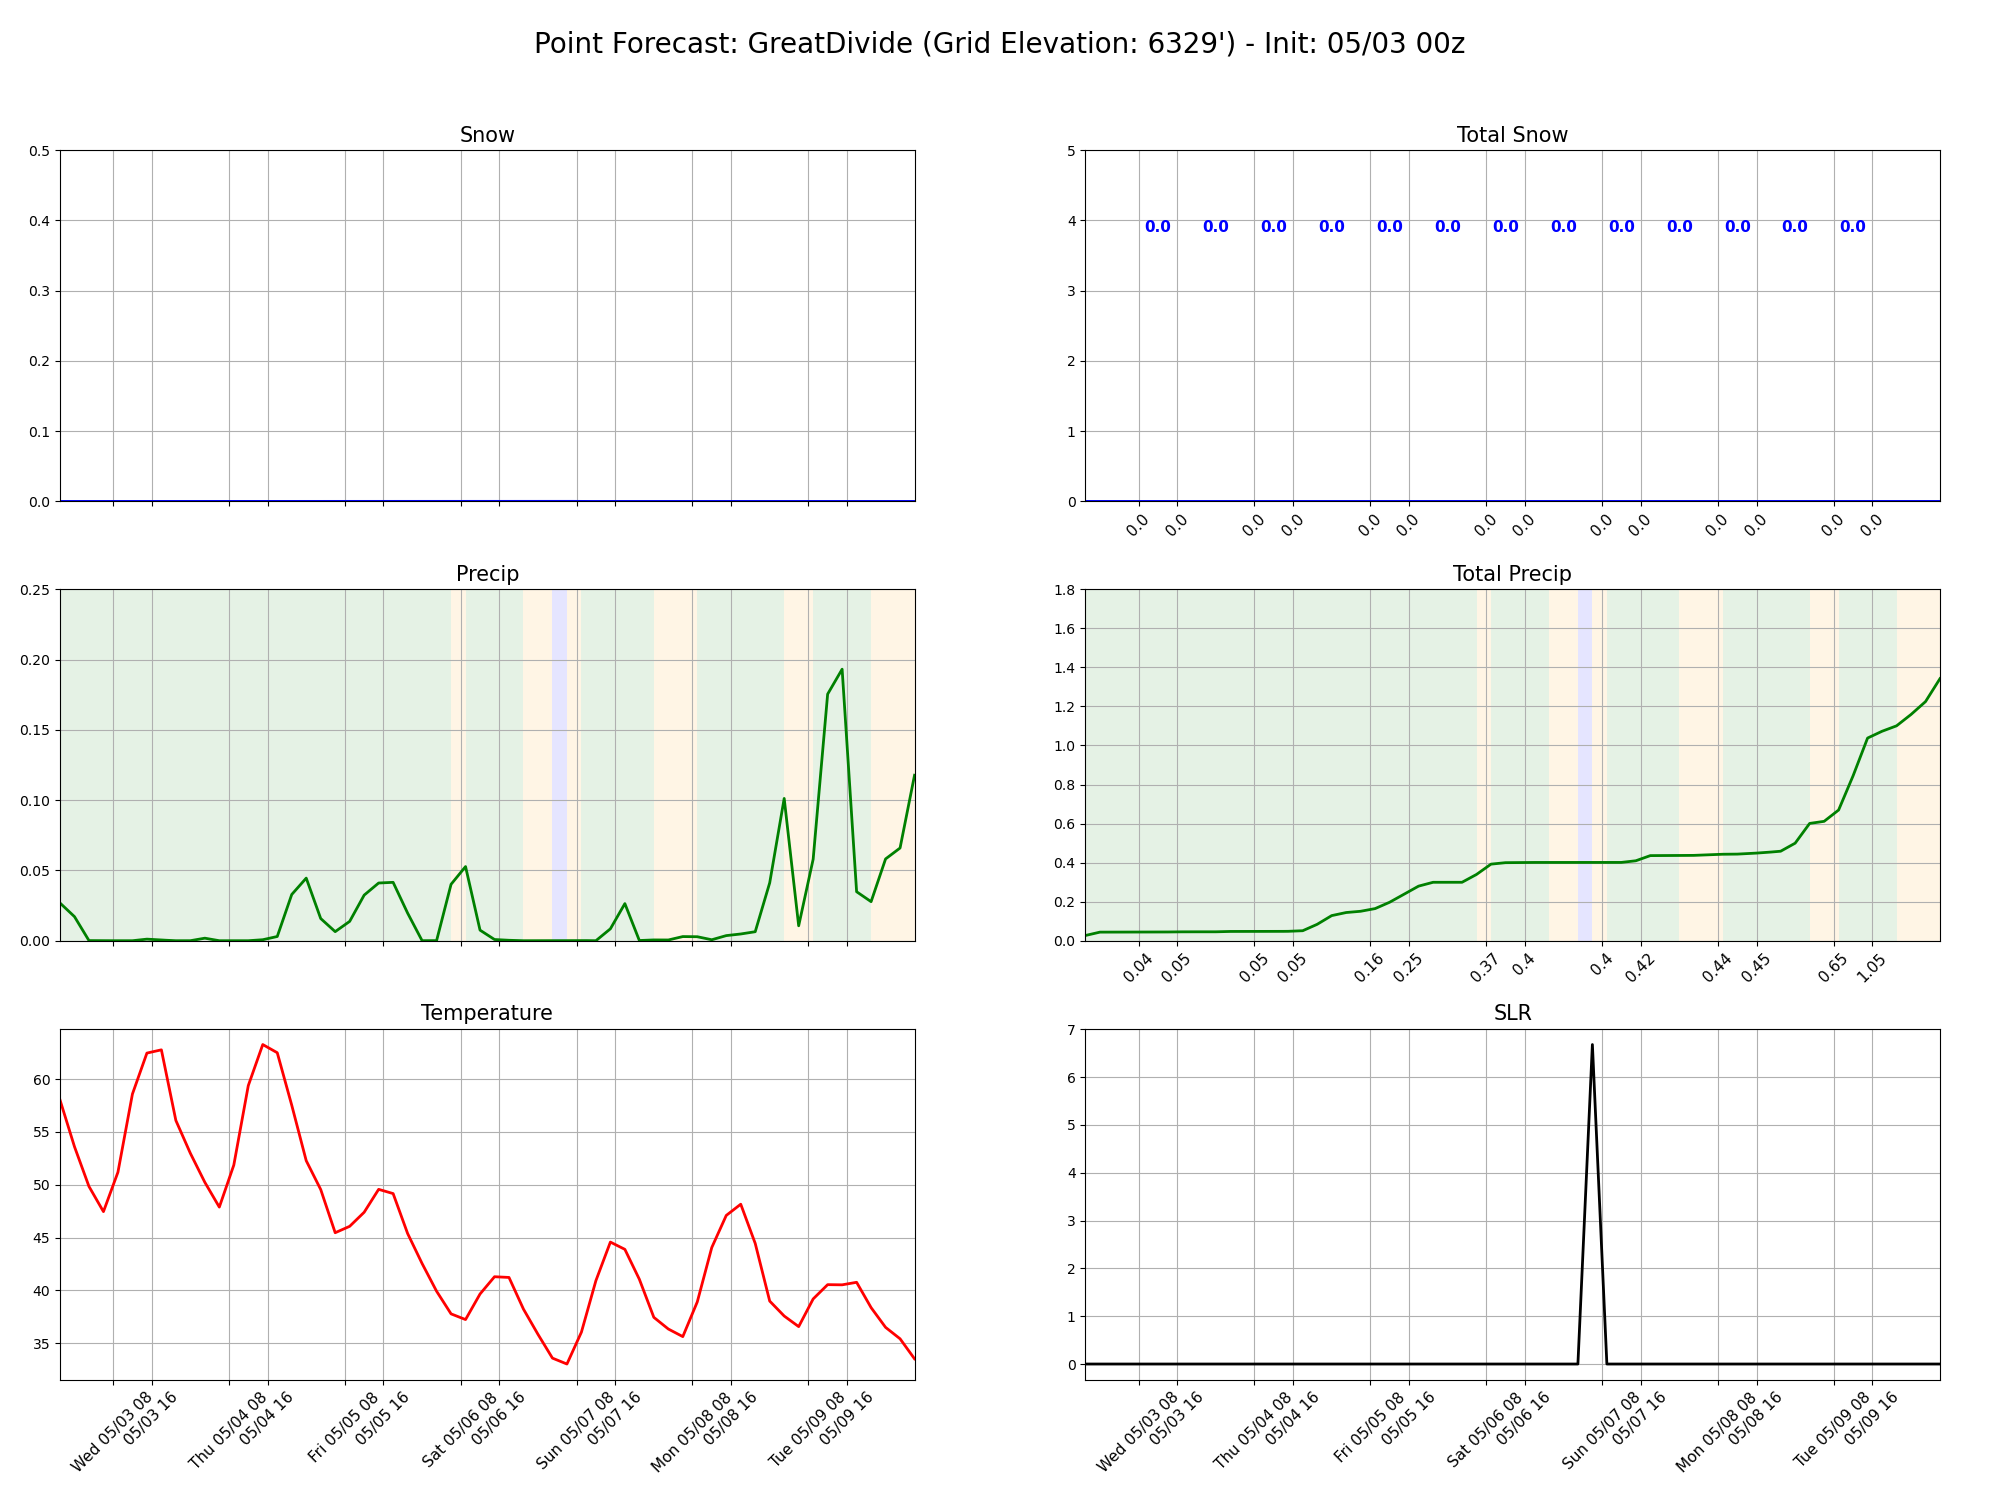 Point Forecast: GreatDivide (Grid Elevation: 6329') - Init: 05/03 00z
Snow
0.5
0.4
0.3
0.2
0.1
0.0
Total Snow
5
4
3
2
1
0
0.0 0.0 0.0 0.0 0.0 0.0 0.0 0.0 0.0 0.0 0.0 0.0 0.0
0.0 0.0 0.0 0.0 0.0 0.0 0.0 0.0 0.0 0.0 0.0 0.0 0.0 0.0
Precip
0.25
0.20
0.15
0.10
0.05
0.00
Total Precip
1.8
1.6
1.4
1.2
1.0
0.8
0.6
0.4
0.2
0.0
0.04 0.05 0.05 0.05 0.16 0.25 0.37 0.4 0.4 0.42 0.44 0.45 0.65 1.05
Temperature
60
55
50
45
40
35
Wed 05/03 08
05/03 16
Thu 05/04 08
05/04 16
Fri 05/05 08
05/05 16
Sat 05/06 08
05/06 16
Sun 05/07 08
05/07 16
Mon 05/08 08
05/08 16
Tue 05/09 08
05/09 16
SLR
7
6
5
4
3
2
1
0
Wed 05/03 08
05/03 16
Thu 05/04 08
05/04 16
Fri 05/05 08
05/05 16
Sat 05/06 08
05/06 16
Sun 05/07 08
05/07 16
Mon 05/08 08
05/08 16
Tue 05/09 08
05/09 16